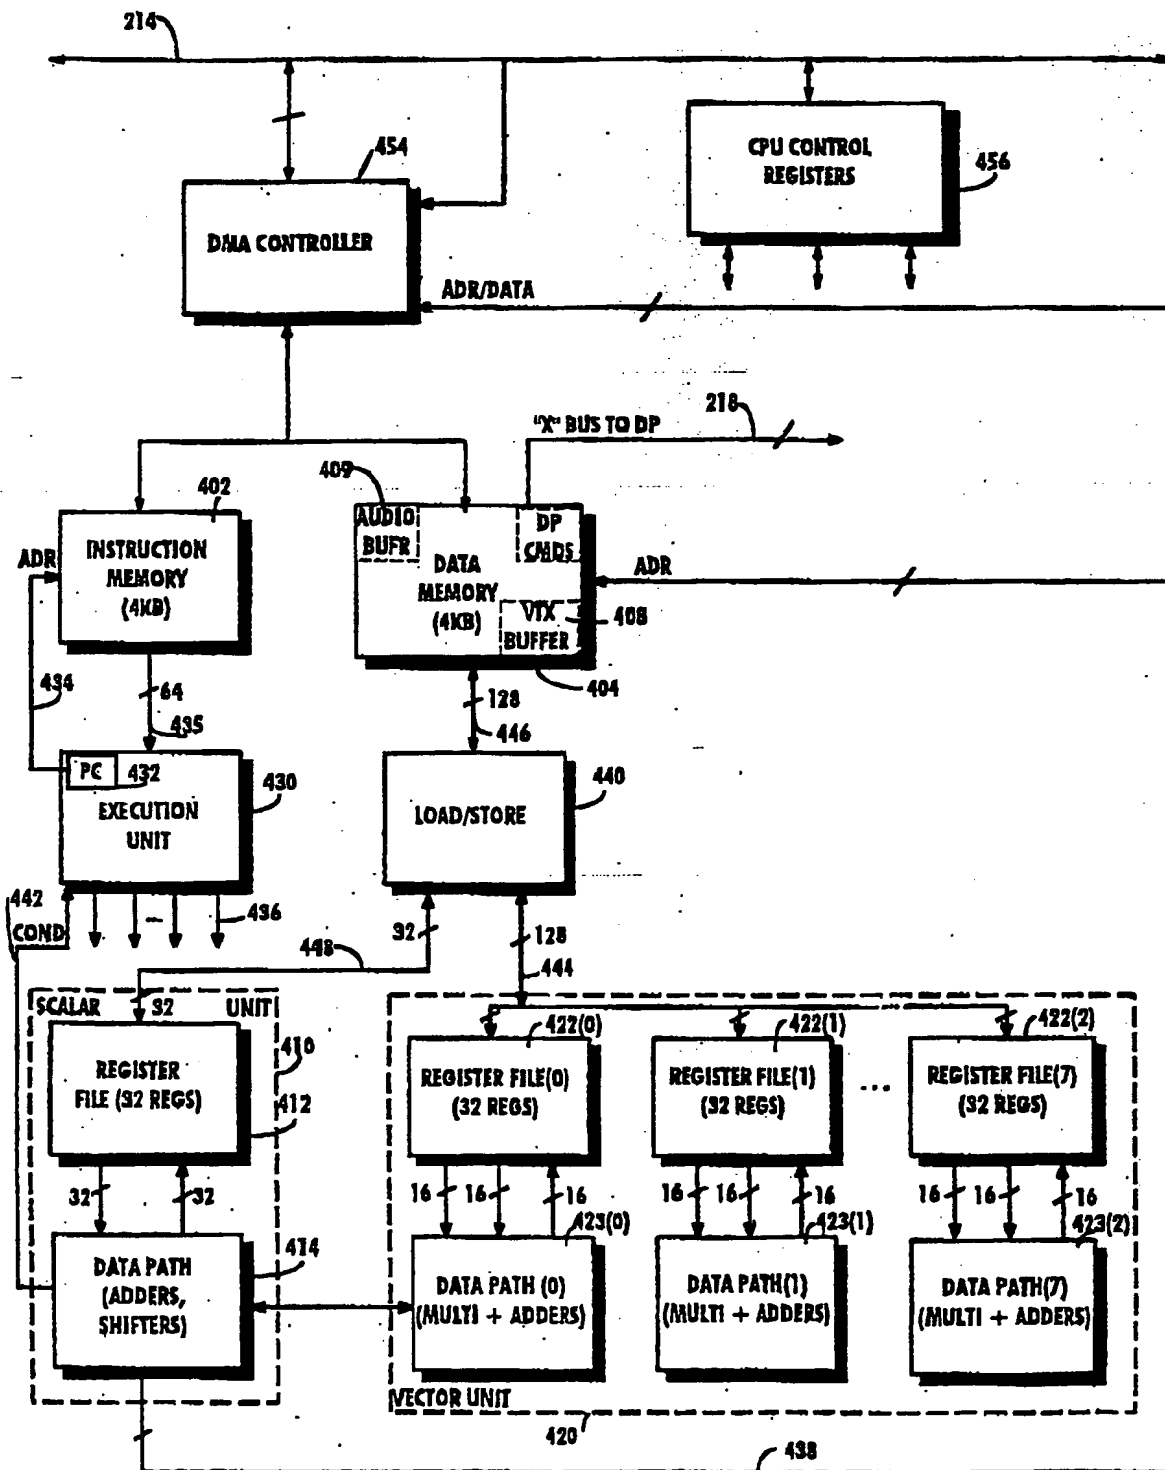 214
454
CPU CONTROL
REGISTERS
456
DMA CONTROLLER
ADR/DATA
"X" BUS TO DP
218
409
402
AUDIO
BUFR
DP
CMDS
ADR
INSTRUCTION
MEMORY
(4KB)
DATA
MEMORY
(4KB)
ADR
VTX
BUFFER
408
434
64
435
404
128
446
PC
432
EXECUTION
UNIT
430
LOAD/STORE
440
442
COND
436
448
32
128
444
SCALAR UNIT
32
REGISTER
FILE (32 REGS)
410
412
422(0)
REGISTER FILE(0)
(32 REGS)
422(1)
REGISTER FILE(1)
(32 REGS)
...
422(2)
REGISTER FILE(7)
(32 REGS)
32
32
16
16
16
16
16
16
16
16
16
423(0)
423(1)
423(2)
DATA PATH
(ADDERS,
SHIFTERS)
414
DATA PATH (0)
(MULTI + ADDERS)
DATA PATH(1)
(MULTI + ADDERS)
DATA PATH(7)
(MULTI + ADDERS)
VECTOR UNIT
420
438